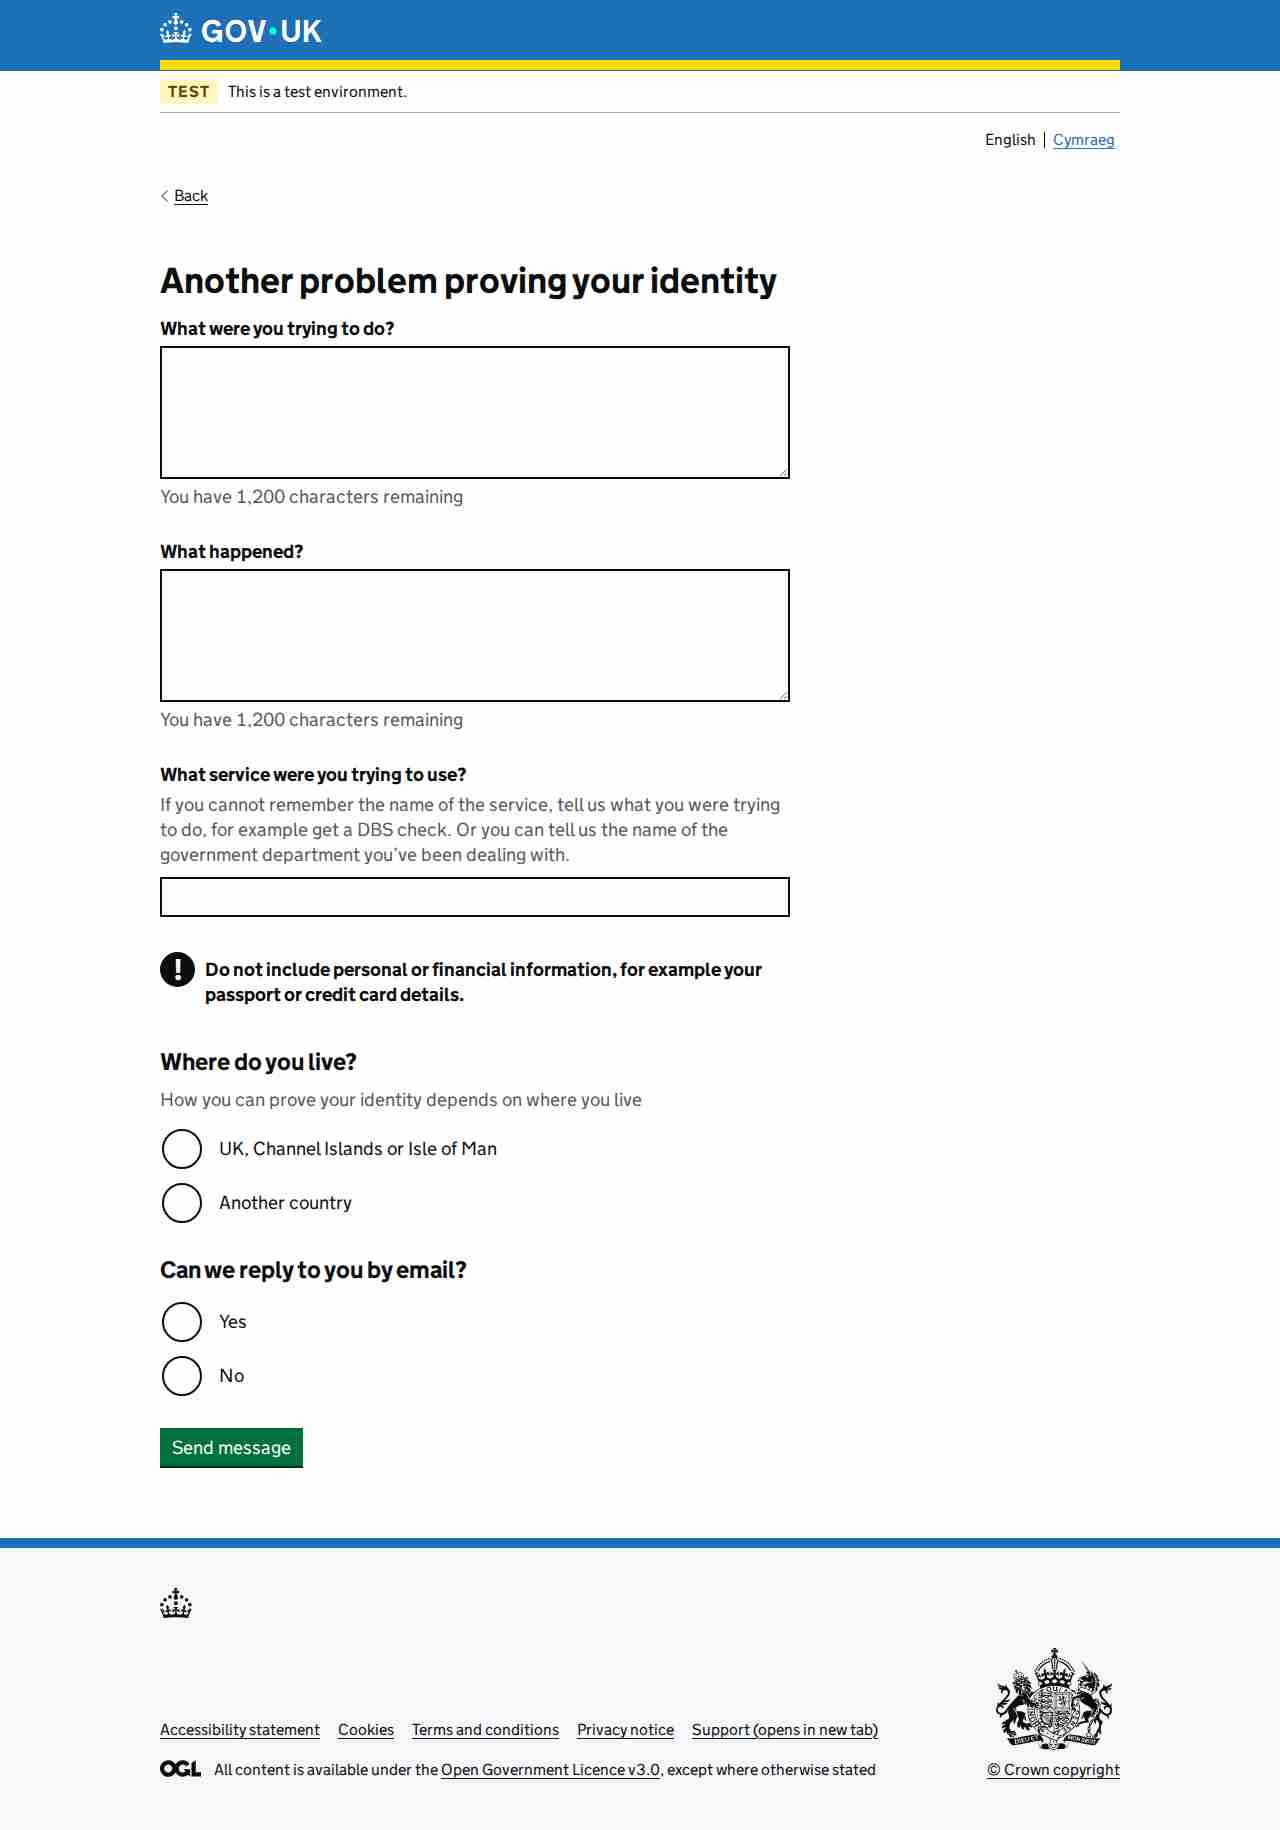 GOV.UK
TEST This is a test environment.
English Cymraeg
Back
Another problem proving your identity
What were you trying to do?
You have 1,200 characters remaining
What happened?
You have 1,200 characters remaining
What service were you trying to use?
If you cannot remember the name of the service, tell us what you were trying
to do, for example get a DBS check. Or you can tell us the name of the
government department you’ve been dealing with.
! Do not include personal or financial information, for example your
passport or credit card details.
Where do you live?
How you can prove your identity depends on where you live
UK, Channel Islands or Isle of Man
Another country
Can we reply to you by email?
Yes
No
Send message
Accessibility statement Cookies Terms and conditions Privacy notice Support (opens in new tab)
OGL All content is available under the Open Government Licence v3.0, except where otherwise stated
© Crown copyright